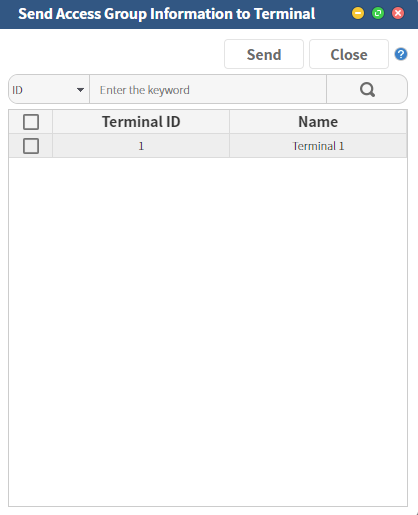 Send Access Group Information to Terminal
Send Close ?
ID Enter the keyword
Terminal ID Name
1 Terminal 1